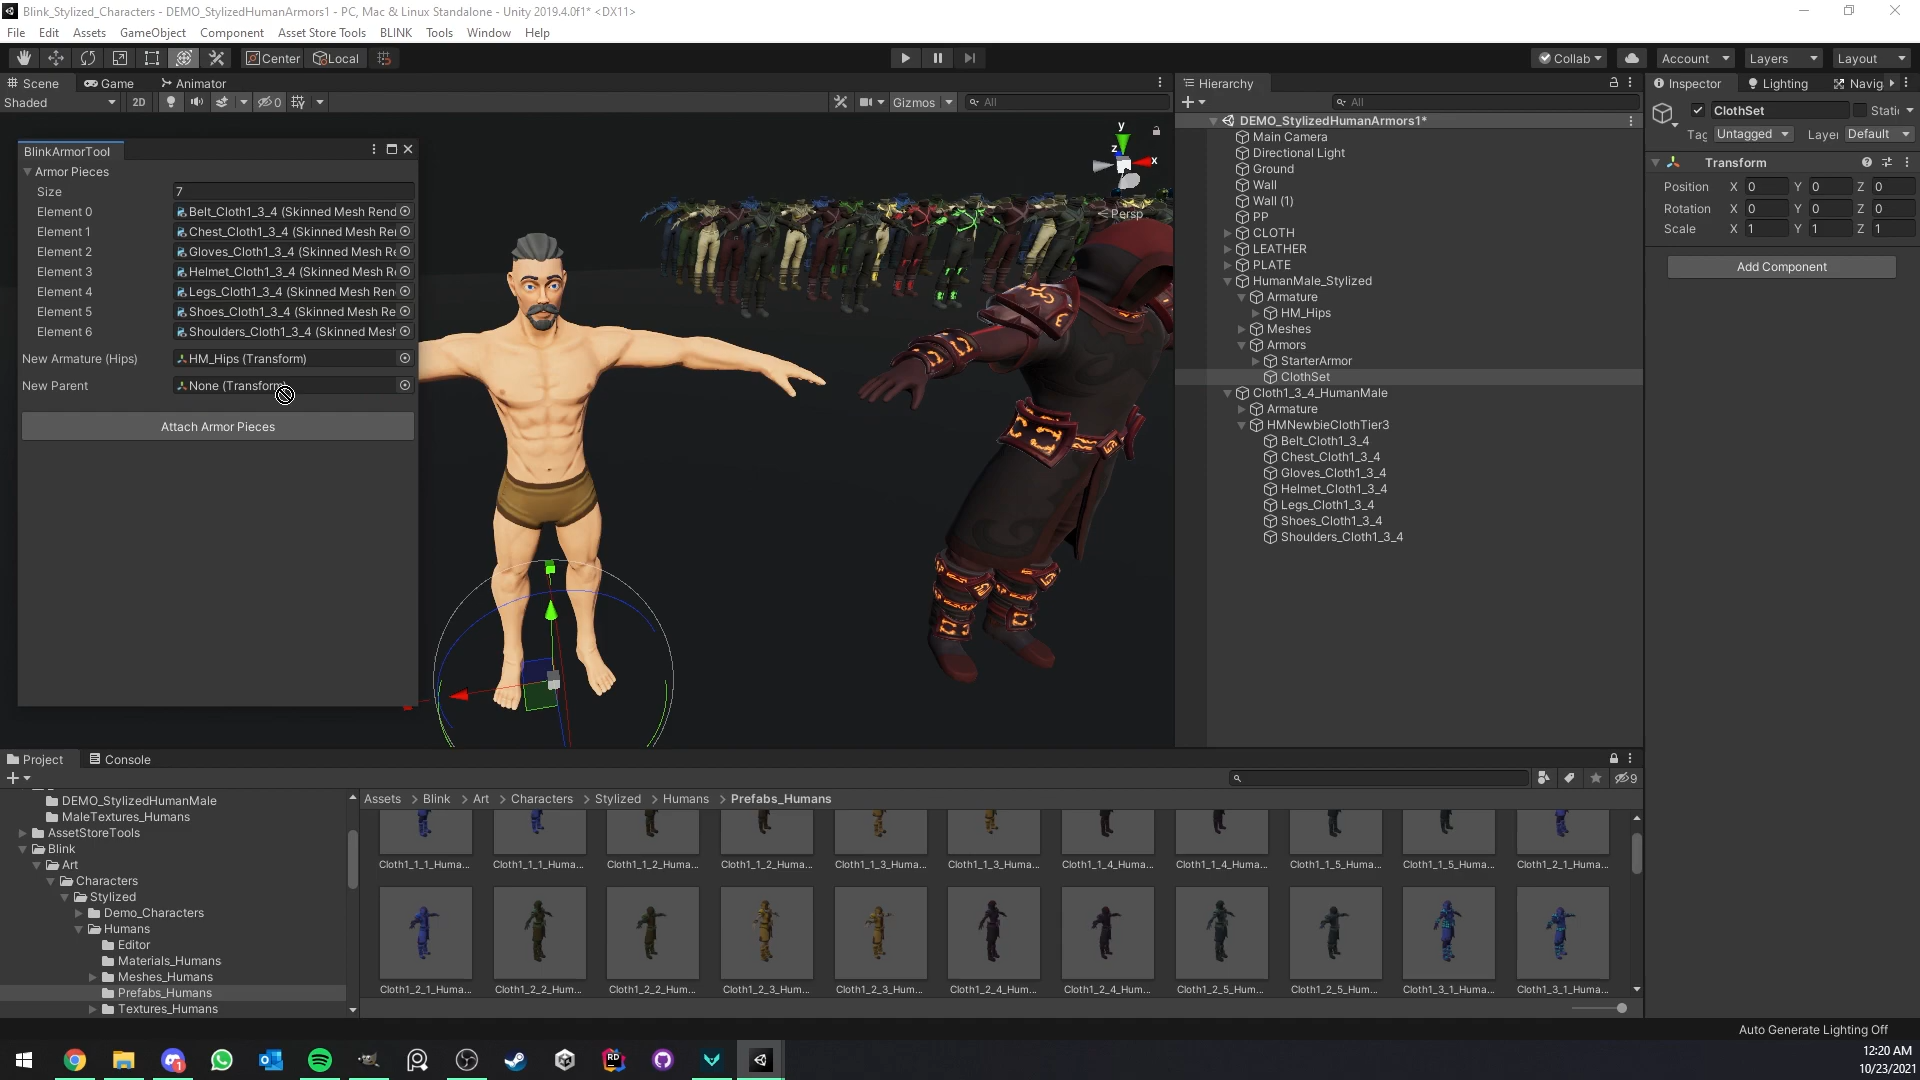 Blink_Stylized_Characters - DEMO_StylizedHumanArmors1 - PC, Mac & Linux Standalone - Unity 2019.4.0f1* <DX11>
File Edit Assets GameObject Component Asset Store Tools BLINK Tools Window Help
Center Local Collab Account Layers Layout
Scene Game Animator
Shaded 2D 0 Gizmos All
y
z
x
Persp
BlinkArmorTool
Armor Pieces
Size 7
Element 0 Belt_Cloth1_3_4 (Skinned Mesh Rend
Element 1 Chest_Cloth1_3_4 (Skinned Mesh Re
Element 2 Gloves_Cloth1_3_4 (Skinned Mesh Re
Element 3 Helmet_Cloth1_3_4 (Skinned Mesh R
Element 4 Legs_Cloth1_3_4 (Skinned Mesh Ren
Element 5 Shoes_Cloth1_3_4 (Skinned Mesh Re
Element 6 Shoulders_Cloth1_3_4 (Skinned Mesh
New Armature (Hips) HM_Hips (Transform)
New Parent None (Transform)
Attach Armor Pieces
Hierarchy
All
DEMO_StylizedHumanArmors1*
Main Camera
Directional Light
Ground
Wall
Wall (1)
PP
CLOTH
LEATHER
PLATE
HumanMale_Stylized
Armature
HM_Hips
Meshes
Armors
StarterArmor
ClothSet
Cloth1_3_4_HumanMale
Armature
HMNewbieClothTier3
Belt_Cloth1_3_4
Chest_Cloth1_3_4
Gloves_Cloth1_3_4
Helmet_Cloth1_3_4
Legs_Cloth1_3_4
Shoes_Cloth1_3_4
Shoulders_Cloth1_3_4
Inspector Lighting Navig
ClothSet Stati
Tag Untagged Layer Default
Transform
Position X 0 Y 0 Z 0
Rotation X 0 Y 0 Z 0
Scale X 1 Y 1 Z 1
Add Component
Project Console
9
DEMO_StylizedHumanMale
MaleTextures_Humans
AssetStoreTools
Blink
Art
Characters
Stylized
Demo_Characters
Humans
Editor
Materials_Humans
Meshes_Humans
Prefabs_Humans
Textures_Humans
Assets > Blink > Art > Characters > Stylized > Humans > Prefabs_Humans
Cloth1_1_1_Huma... Cloth1_1_1_Huma... Cloth1_1_2_Huma... Cloth1_1_2_Huma... Cloth1_1_3_Huma... Cloth1_1_3_Huma... Cloth1_1_4_Huma... Cloth1_1_4_Huma... Cloth1_1_5_Huma... Cloth1_1_5_Huma... Cloth1_2_1_Huma...
Cloth1_2_1_Huma... Cloth1_2_2_Hum... Cloth1_2_2_Hum... Cloth1_2_3_Hum... Cloth1_2_3_Hum... Cloth1_2_4_Hum... Cloth1_2_4_Hum... Cloth1_2_5_Hum... Cloth1_2_5_Hum... Cloth1_3_1_Huma... Cloth1_3_1_Huma...
Auto Generate Lighting Off
12:20 AM
10/23/2021